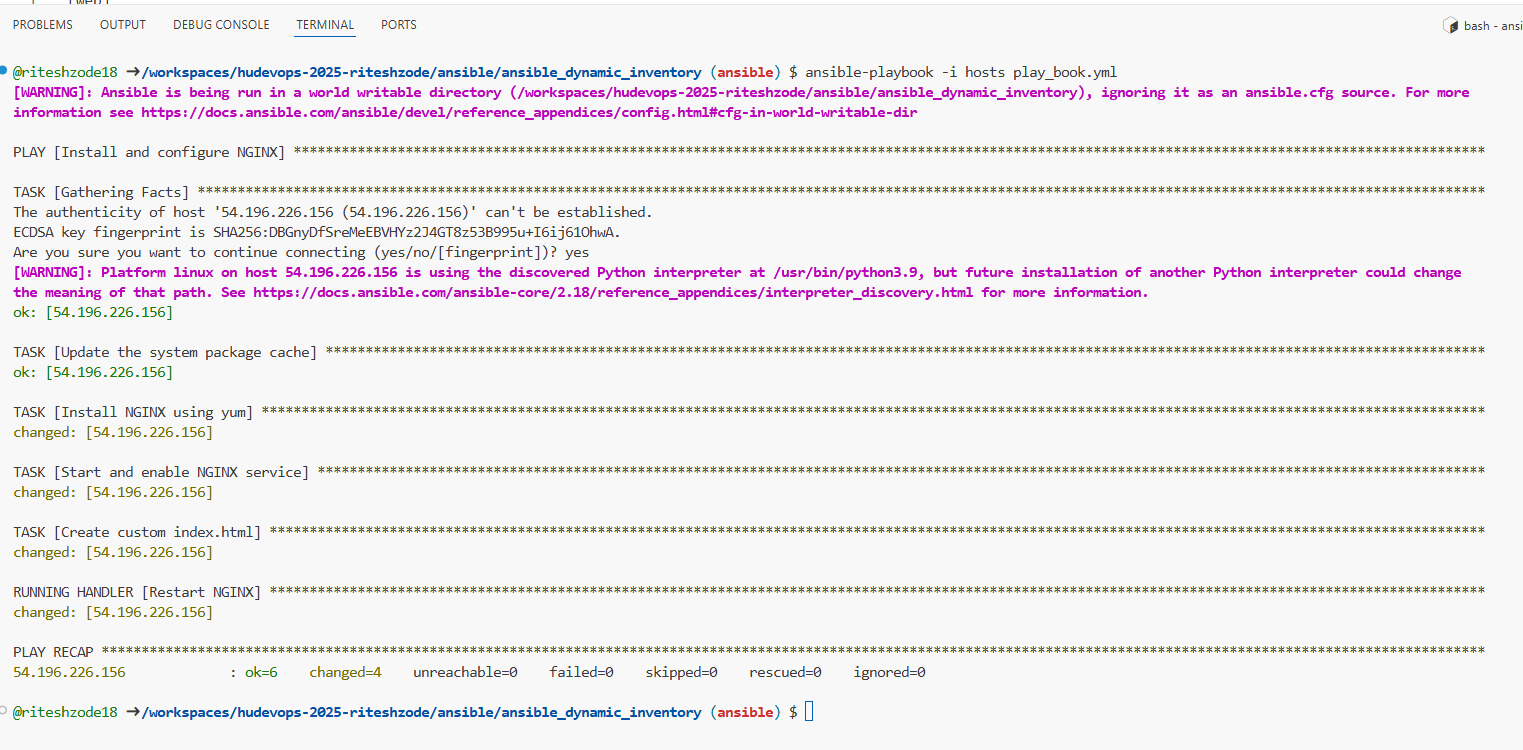 PROBLEMS OUTPUT DEBUG CONSOLE TERMINAL PORTS bash - ansi
@riteshzode18 ➜/workspaces/hudevops-2025-riteshzode/ansible/ansible_dynamic_inventory (ansible) $ ansible-playbook -i hosts play_book.yml
[WARNING]: Ansible is being run in a world writable directory (/workspaces/hudevops-2025-riteshzode/ansible/ansible_dynamic_inventory), ignoring it as an ansible.cfg source. For more
information see https://docs.ansible.com/ansible/devel/reference_appendices/config.html#cfg-in-world-writable-dir
PLAY [Install and configure NGINX] *****************************************************************************************************************************************************
TASK [Gathering Facts] *****************************************************************************************************************************************************************
The authenticity of host '54.196.226.156 (54.196.226.156)' can't be established.
ECDSA key fingerprint is SHA256:DBGnyDfSreMeEBVHYz2J4GT8z53B995u+I6ij61OhwA.
Are you sure you want to continue connecting (yes/no/[fingerprint])? yes
[WARNING]: Platform linux on host 54.196.226.156 is using the discovered Python interpreter at /usr/bin/python3.9, but future installation of another Python interpreter could change
the meaning of that path. See https://docs.ansible.com/ansible-core/2.18/reference_appendices/interpreter_discovery.html for more information.
ok: [54.196.226.156]
TASK [Update the system package cache] *************************************************************************************************************************************************
ok: [54.196.226.156]
TASK [Install NGINX using yum] *********************************************************************************************************************************************************
changed: [54.196.226.156]
TASK [Start and enable NGINX service] **************************************************************************************************************************************************
changed: [54.196.226.156]
TASK [Create custom index.html] ********************************************************************************************************************************************************
changed: [54.196.226.156]
RUNNING HANDLER [Restart NGINX] ********************************************************************************************************************************************************
changed: [54.196.226.156]
PLAY RECAP *****************************************************************************************************************************************************************************
54.196.226.156 : ok=6 changed=4 unreachable=0 failed=0 skipped=0 rescued=0 ignored=0
@riteshzode18 ➜/workspaces/hudevops-2025-riteshzode/ansible/ansible_dynamic_inventory (ansible) $